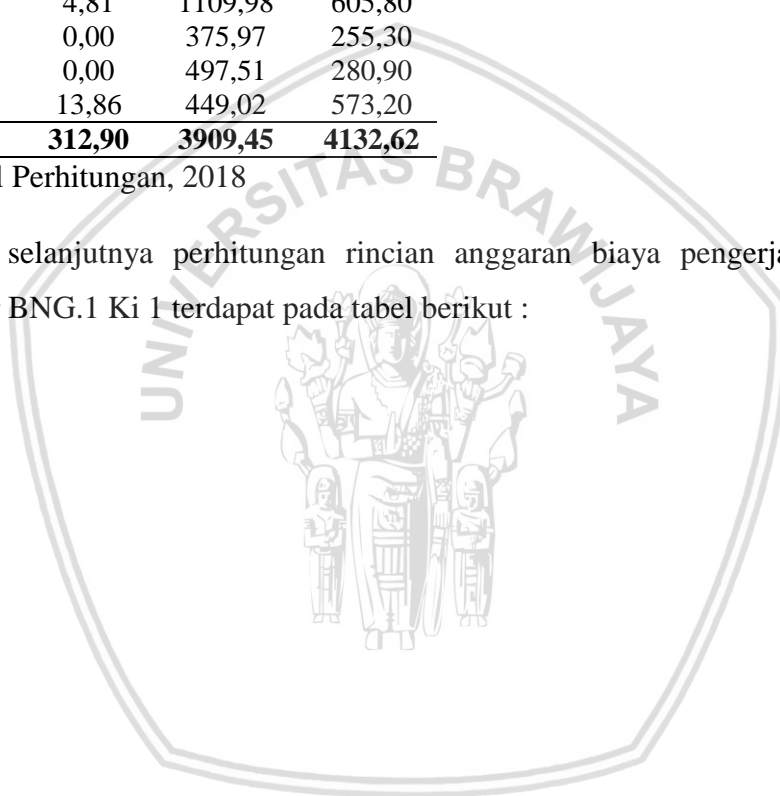 4,81 1109,98 605,80
0,00 375,97 255,30
0,00 497,51 280,90
13,86 449,02 573,20
312,90 3909,45 4132,62
Perhitungan, 2018
selanjutnya perhitungan rincian anggaran biaya
BNG.1 Ki 1 terdapat pada tabel berikut :
UNIVERSITAS BRAWIJAYA